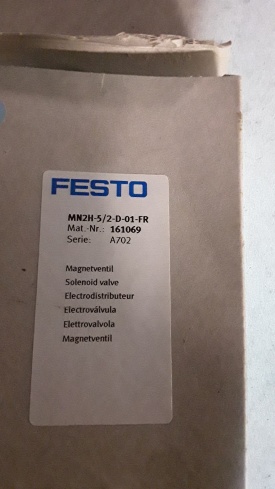 FESTO
MN2H-5/2-D-01-FR
Mat.-Nr.: 161069
Serie: A702
Magnetventil
Solenoid valve
Electrodistributeur
Electroválvula
Elettrovalvola
Magnetventil